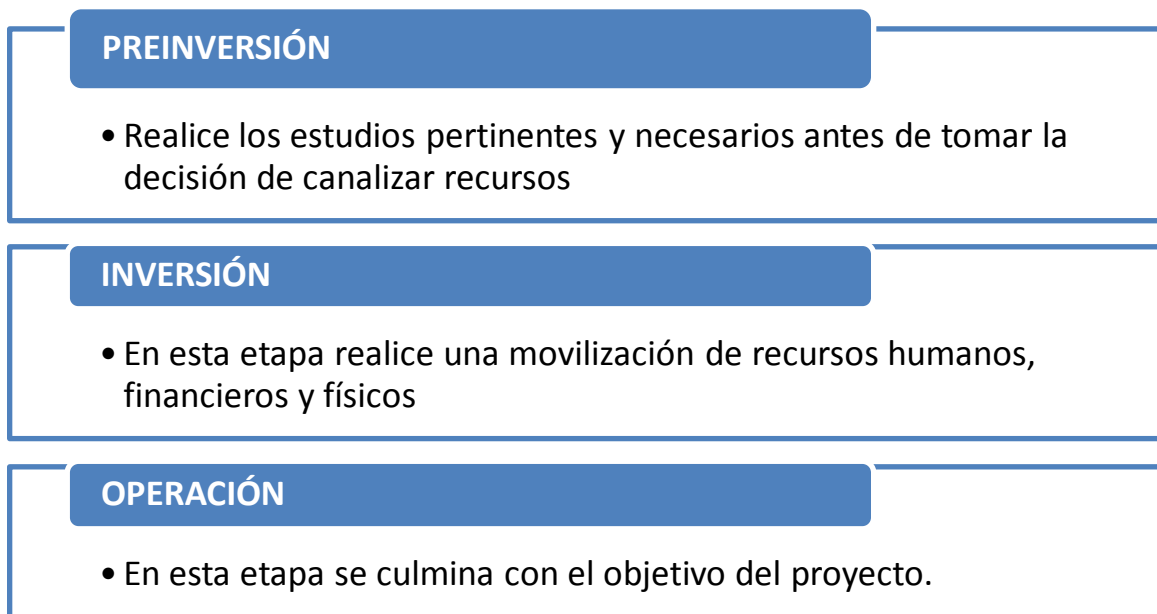 PREINVERSIÓN
• Realice los estudios pertinentes y necesarios antes de tomar la
decisión de canalizar recursos
INVERSIÓN
• En esta etapa realice una movilización de recursos humanos,
financieros y físicos
OPERACIÓN
• En esta etapa se culmina con el objetivo del proyecto.